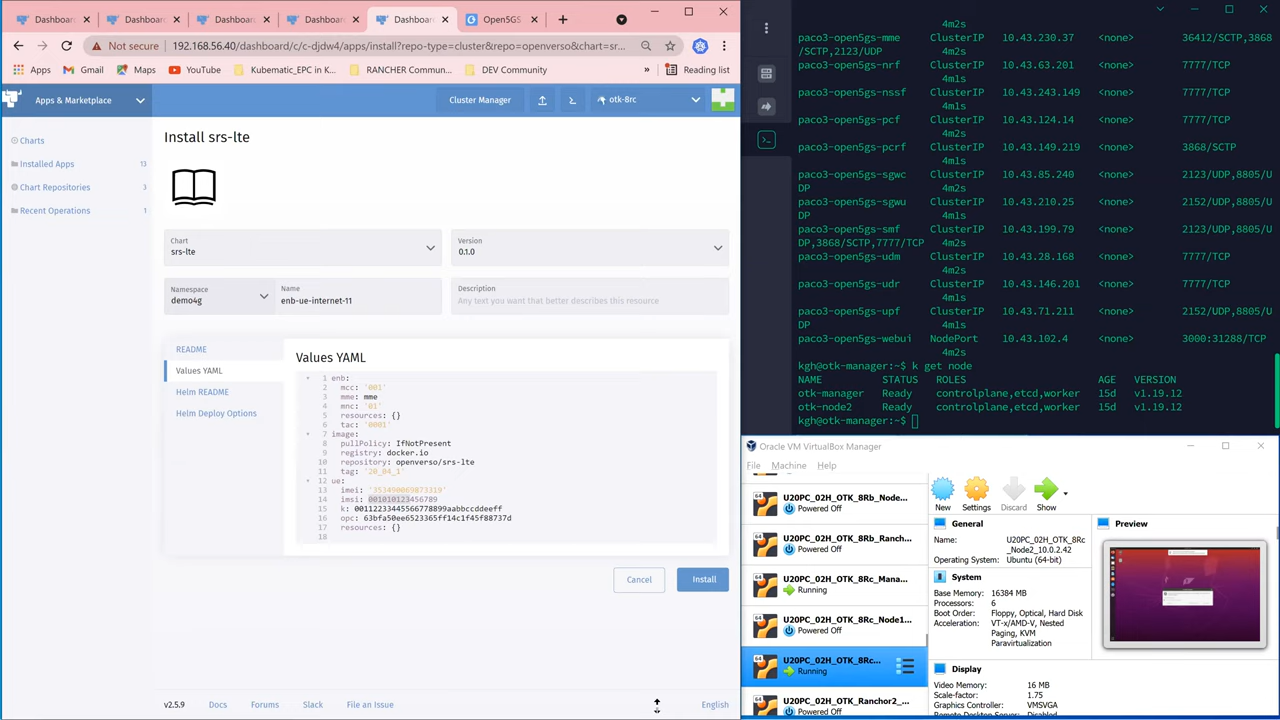 Dashboa
Dashboard
Dashboa
Dashboard
Dashboard
Open5GS
Not secure
192.168.56.40/dashboard/c/c-djdw4/apps/install?repo-type=cluster&repo=openverso&chart=sr...
Apps
Gmail
Maps
YouTube
Kubematic_EPC in K...
RANCHER Commun...
DEV Community
»
Reading list
Apps & Marketplace
Cluster Manager
otk-8rc
Charts
Installed Apps
13
Chart Repositories
3
Recent Operations
1
Install srs-lte
Chart
srs-lte
Version
0.1.0
Namespace
demo4g
Name
enb-ue-internet-11
Description
Any text you want that better describes this resource
README
Values YAML
Helm README
Helm Deploy Options
Values YAML
1 enb:
2 mcc: '001'
3 mme: mme
4 mnc: '01'
5 resources: {}
6 tac: '0001'
7 image:
8 pullPolicy: IfNotPresent
9 registry: docker.io
10 repository: openverso/srs-lte
11 tag: '20_04_1'
12 ue:
13 imei: '353490069873319'
14 imsi: 001010123456789
15 k: 00112233445566778899aabbccddeeff
16 opc: 63bfa50ee6523365ff14c1f45f88737d
17 resources: {}
18
Cancel
Install
v2.5.9
Docs
Forums
Slack
File an Issue
English
4m2s
paco3-open5gs-mme ClusterIP 10.43.230.37 <none> 36412/SCTP,3868
/SCTP,2123/UDP 4m2s
paco3-open5gs-nrf ClusterIP 10.43.63.201 <none> 7777/TCP
4m1s
paco3-open5gs-nssf ClusterIP 10.43.243.149 <none> 7777/TCP
4m2s
paco3-open5gs-pcf ClusterIP 10.43.124.14 <none> 7777/TCP
4m2s
paco3-open5gs-pcrf ClusterIP 10.43.149.219 <none> 3868/SCTP
4m1s
paco3-open5gs-sgwc ClusterIP 10.43.85.240 <none> 2123/UDP,8805/U
DP 4m2s
paco3-open5gs-sgwu ClusterIP 10.43.210.25 <none> 2152/UDP,8805/U
DP 4m2s
paco3-open5gs-smf ClusterIP 10.43.199.79 <none> 2123/UDP,8805/U
DP,3868/SCTP,7777/TCP 4m2s
paco3-open5gs-udm ClusterIP 10.43.28.168 <none> 7777/TCP
4m2s
paco3-open5gs-udr ClusterIP 10.43.146.201 <none> 7777/TCP
4m1s
paco3-open5gs-upf ClusterIP 10.43.71.211 <none> 2152/UDP,8805/U
DP 4m2s
paco3-open5gs-webui NodePort 10.43.102.4 <none> 3000:31288/TCP
4m2s
kgh@otk-manager:~$ k get node
NAME STATUS ROLES AGE VERSION
otk-manager Ready controlplane,etcd,worker 15d v1.19.12
otk-node2 Ready controlplane,etcd,worker 15d v1.19.12
kgh@otk-manager:~$
Oracle VM VirtualBox Manager
File Machine Help
U20PC_02H_OTK_8Rb_Node...
Powered Off
U20PC_02H_OTK_8Rb_Ranch...
Powered Off
U20PC_02H_OTK_8Rc_Mana...
Running
U20PC_02H_OTK_8Rc_Node1...
Powered Off
U20PC_02H_OTK_8Rc...
Running
U20PC_02H_OTK_Ranchor2_...
Powered Off
New
Settings
Discard
Show
General
Name: U20PC_02H_OTK_8Rc
_Node2_10.0.2.42
Operating System: Ubuntu (64-bit)
System
Base Memory: 16384 MB
Processors: 6
Boot Order: Floppy, Optical, Hard Disk
Acceleration: VT-x/AMD-V, Nested
Paging, KVM
Paravirtualization
Display
Video Memory: 16 MB
Scale-factor: 1.75
Graphics Controller: VMSVGA
Remote Desktop Server: Disabled
Preview